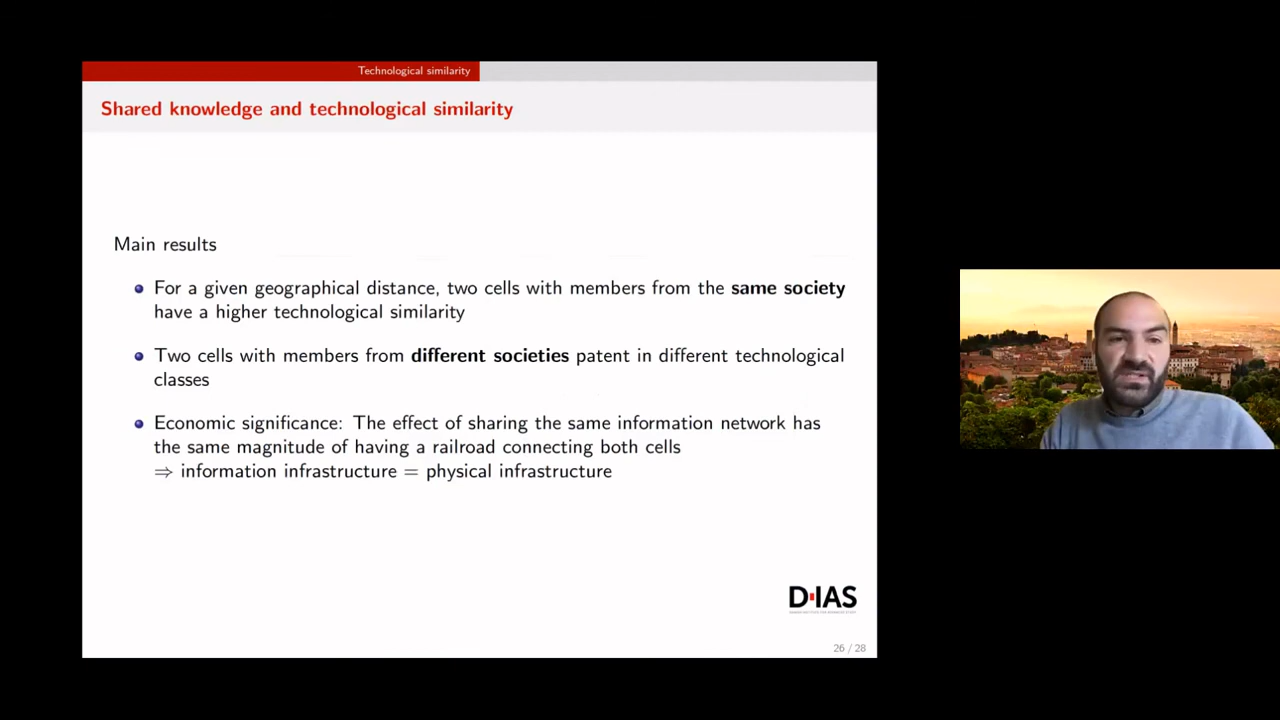 Technological similarity
Shared knowledge and technological similarity
Main results
For a given geographical distance, two cells with members from the same society
have a higher technological similarity
Two cells with members from different societies patent in different technological
classes
Economic significance: The effect of sharing the same information network has
the same magnitude of having a railroad connecting both cells
⇒ information infrastructure = physical infrastructure
D·IAS
26 / 28